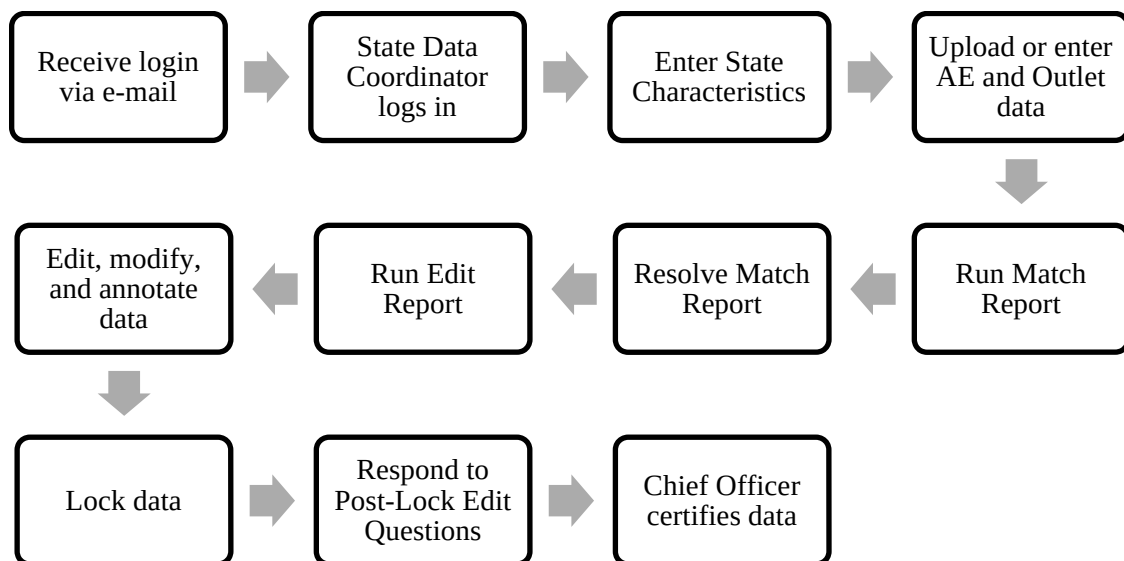 Receive login
via e-mail
State Data
Coordinator
logs in
Enter State
Characteristics
Upload or enter
AE and Outlet
data
Run Match
Report
Resolve Match
Report
Run Edit
Report
Edit, modify,
and annotate
data
Lock data
Respond to
Post-Lock Edit
Questions
Chief Officer
certifies data